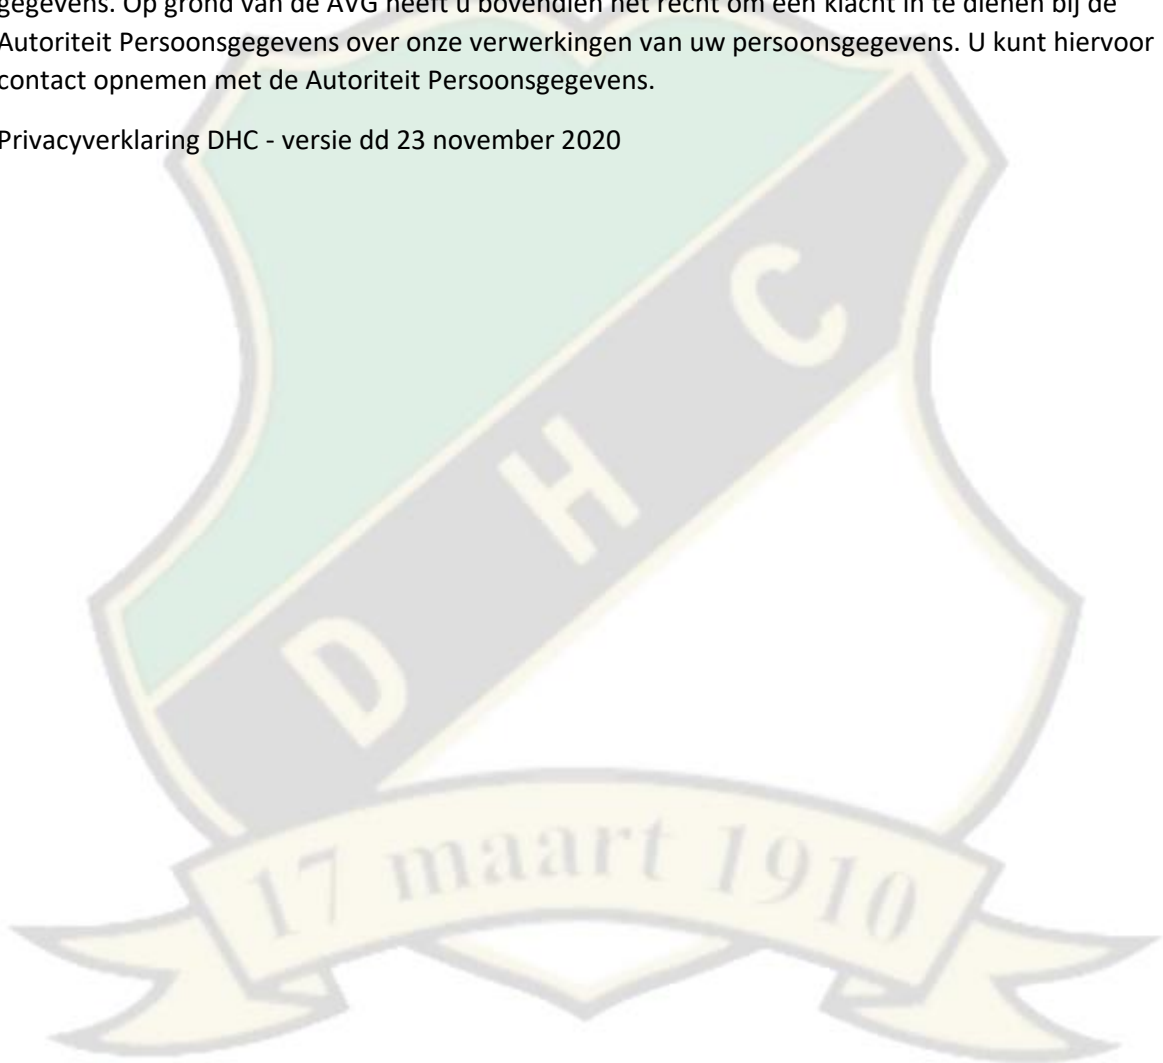 gegevens. Op grond van de AVG heeft u bovendien het recht om een klacht in te dienen bij de
Autoriteit Persoonsgegevens over onze verwerkingen van uw persoonsgegevens. U kunt hiervoor
contact opnemen met de Autoriteit Persoonsgegevens.
Privacyverklaring DHC - versie dd 23 november 2020
D H C
17 maart 1910